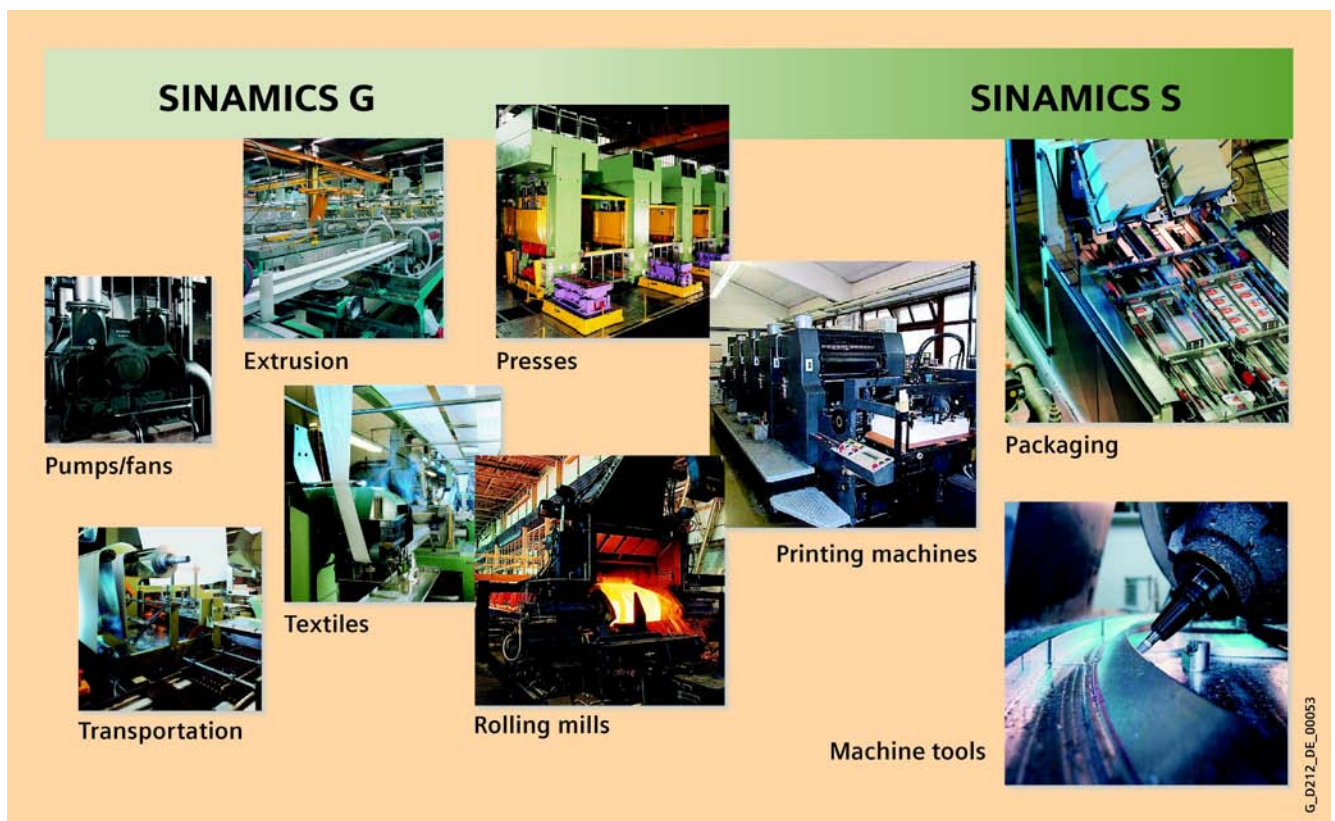 SINAMICS G
SINAMICS S
Extrusion
Presses
Pumps/fans
Packaging
Textiles
Printing machines
Transportation
Rolling mills
Machine tools
G_D212_DE_00053